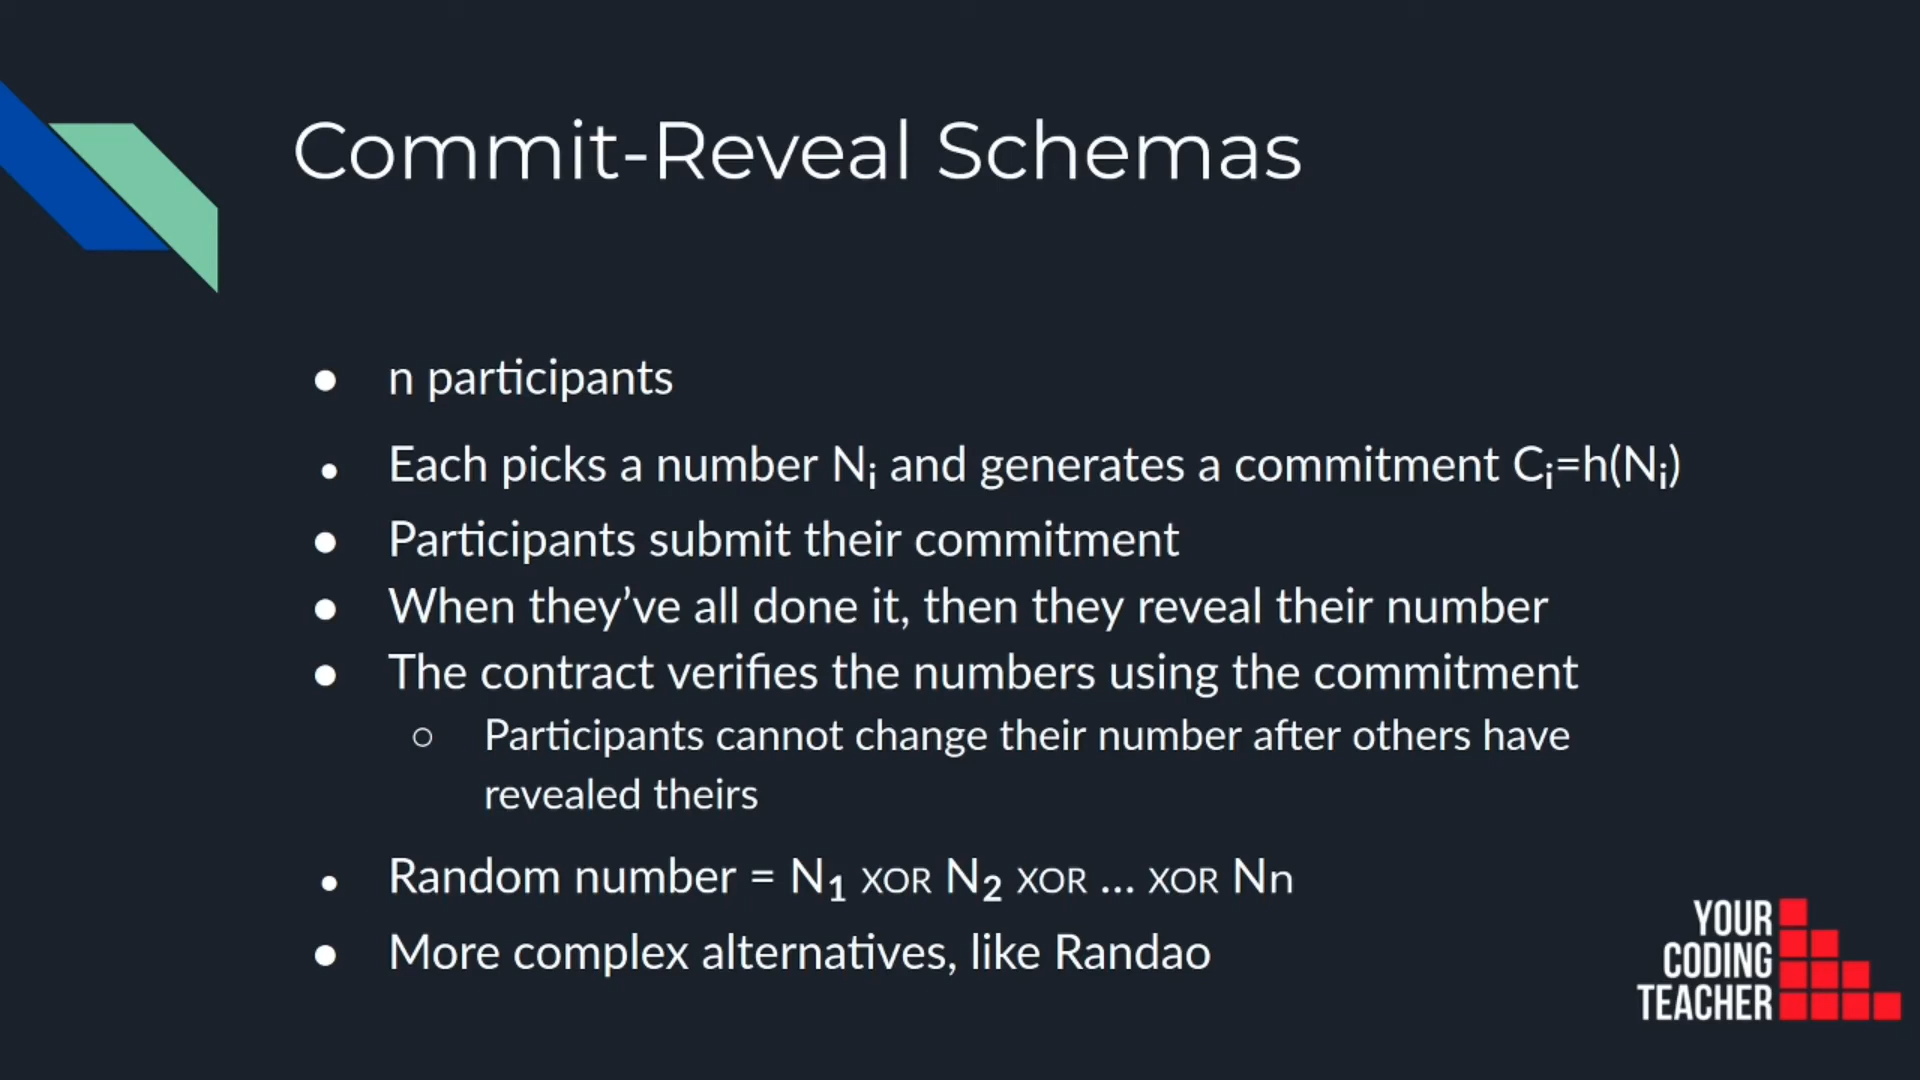 Commit-Reveal Schemas
● n participants
● Each picks a number Nᵢ and generates a commitment Cᵢ=h(Nᵢ)
● Participants submit their commitment
● When they’ve all done it, then they reveal their number
● The contract verifies the numbers using the commitment
○ Participants cannot change their number after others have
revealed theirs
● Random number = N₁ XOR N₂ XOR … XOR Nn
● More complex alternatives, like Randao
YOUR
CODING
TEACHER